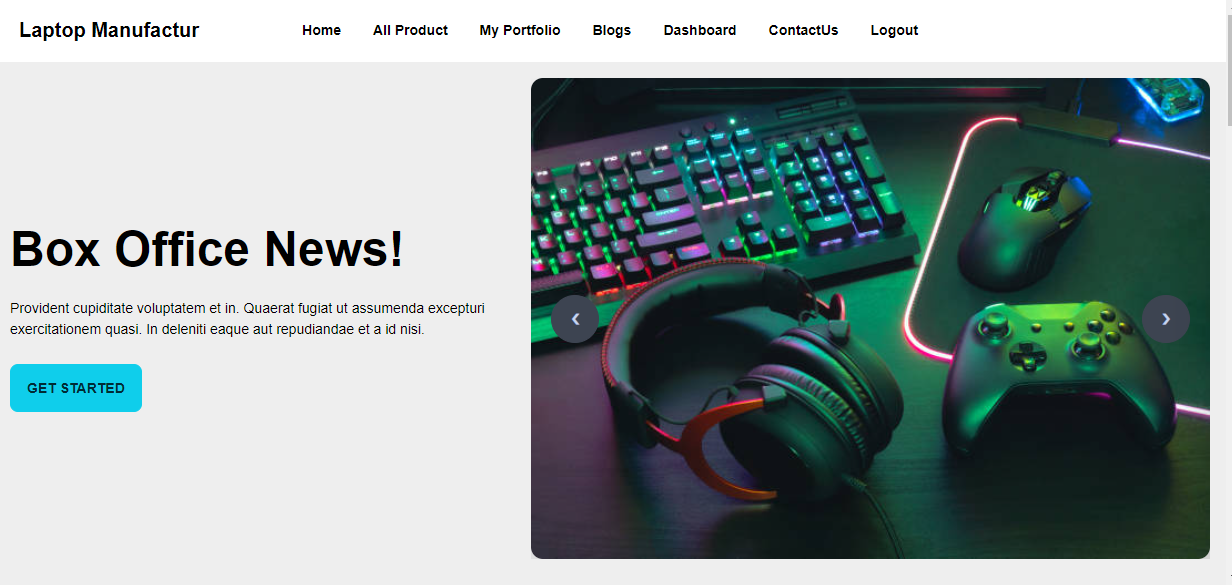 Laptop Manufactur
Home All Product My Portfolio Blogs Dashboard ContactUs Logout
Box Office News!
Provident cupiditate voluptatem et in. Quaerat fugiat ut assumenda excepturi
exercitationem quasi. In deleniti eaque aut repudiandae et a id nisi.
GET STARTED